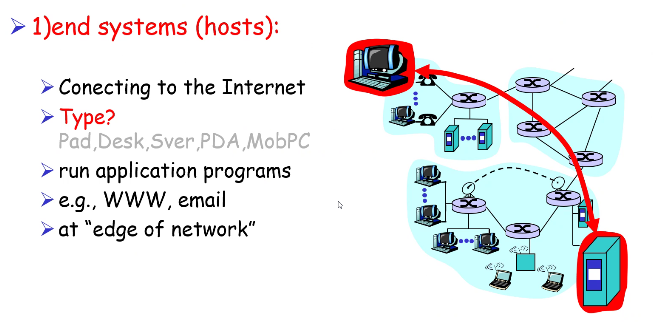 1)end systems (hosts):
Conecting to the Internet
Type?
Pad,Desk,Sver,PDA,MobPC
run application programs
e.g., WWW, email
at “edge of network”